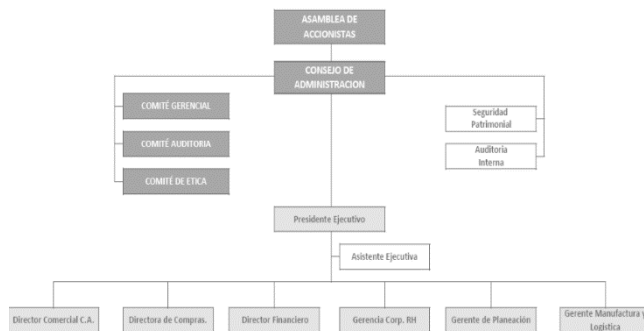 ASAMBLEA DE
ACCIONISTAS
CONSEJO DE
ADMINISTRACION
COMITÉ GERENCIAL
COMITÉ AUDITORIA
COMITÉ DE ETICA
Seguridad
Patrimonial
Auditoria
Interna
Presidente Ejecutivo
Asistente Ejecutiva
Director Comercial C.A.
Directora de Compras.
Director Financiero
Gerencia Corp. RH
Gerente de Planeación
Gerente Manufactura e
Logística